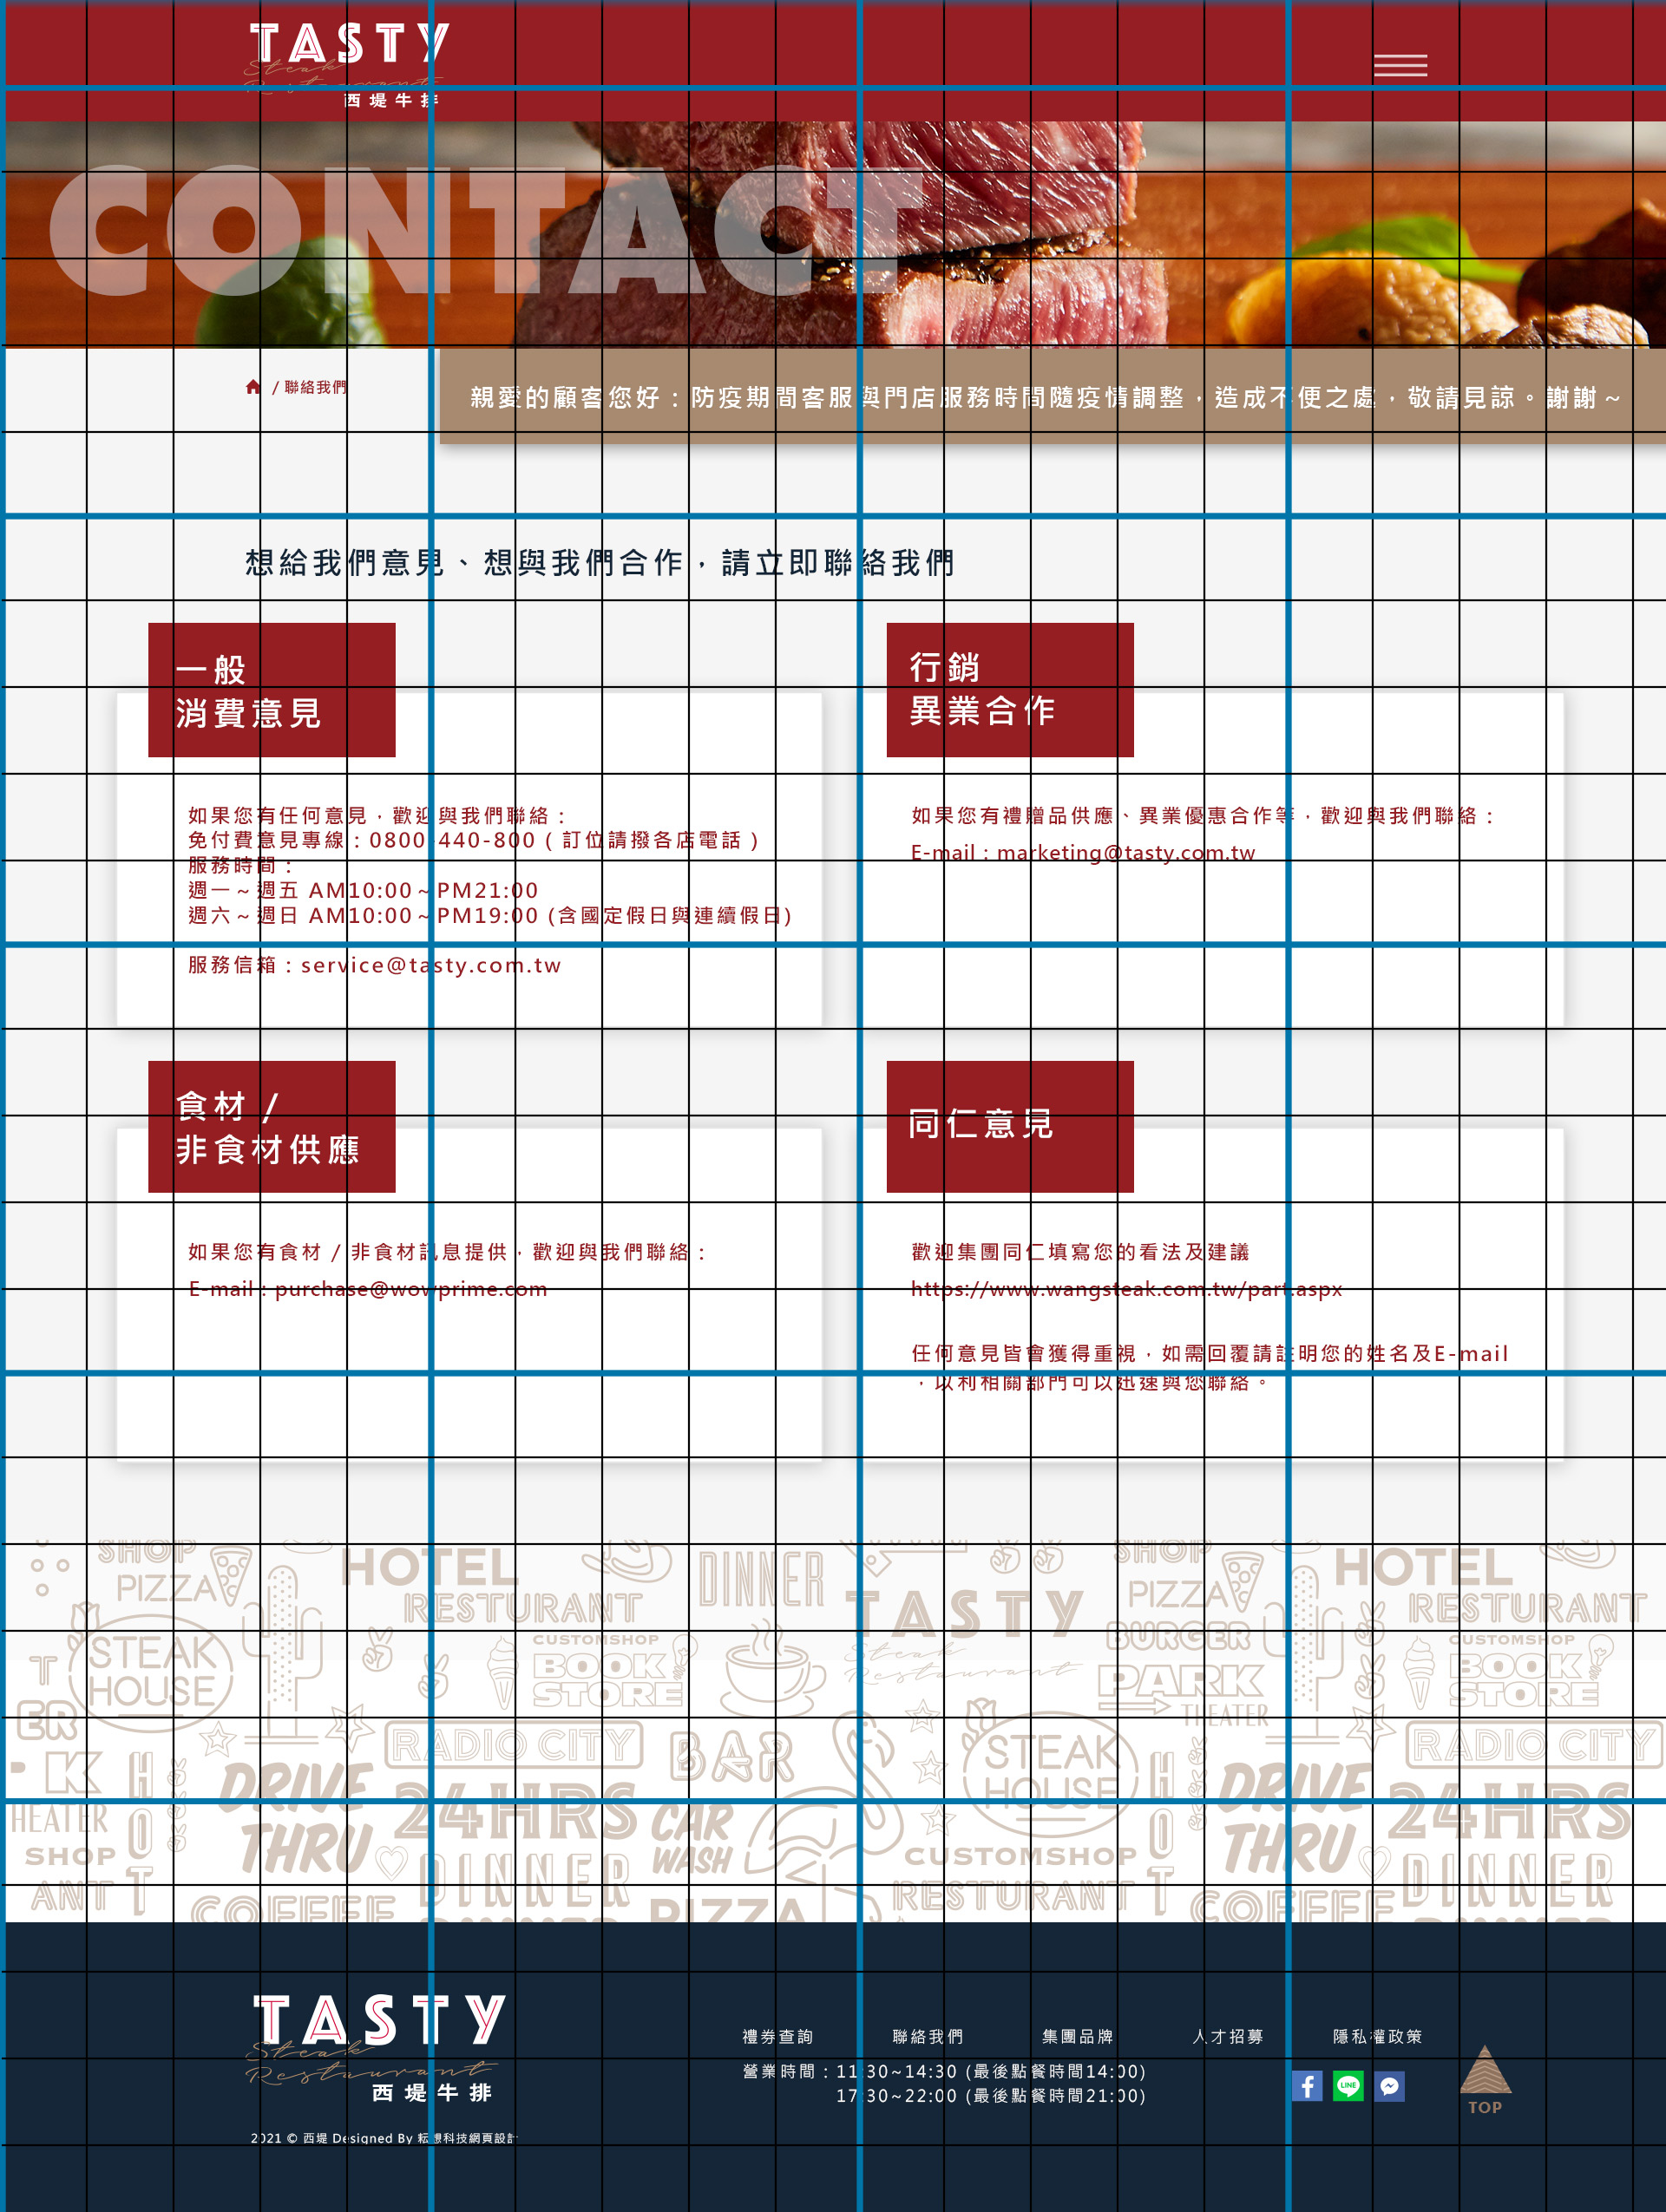 TASTY
Steak
Restaurant
西堤牛排
CONTACT
/ 聯絡我們
親愛的顧客您好：防疫期間客服與門店服務時間隨疫情調整，造成不便之處，敬請見諒。謝謝～
想給我們意見、想與我們合作，請立即聯絡我們
一般
消費意見
如果您有任何意見，歡迎與我們聯絡：
免付費意見專線：0800-440-800 ( 訂位請撥各店電話 )
服務時間：
週一～週五 AM10:00～PM21:00
週六～週日 AM10:00～PM19:00 (含國定假日與連續假日)
服務信箱：service@tasty.com.tw
行銷
異業合作
如果您有禮贈品供應、異業優惠合作等，歡迎與我們聯絡：
E-mail：marketing@tasty.com.tw
食材 /
非食材供應
如果您有食材 / 非食材訊息提供，歡迎與我們聯絡：
E-mail：purchase@wowprime.com
同仁意見
歡迎集團同仁填寫您的看法及建議
https://www.wangsteak.com.tw/part.aspx
任何意見皆會獲得重視，如需回覆請註明您的姓名及E-mail
，以利相關部門可以迅速與您聯絡。
SHOP
PIZZA
HOTEL
RESTURANT
DINNER
TASTY
Steak
Restaurant
SHOP
PIZZA
BURGER
PARK
THEATER
HOTEL
RESTURANT
STEAK
HOUSE
CUSTOMSHOP
BOOK
STORE
CUSTOMSHOP
BOOK
STORE
T
ER
K
HEATER
SHOP
ANT
HOT
RADIO CITY
BAR
DRIVE
THRU
24HRS
DINNER
COFFEE
CAR
WASH
PIZZA
STEAK
HOUSE
CUSTOMSHOP
RESTURANT
HOT
RADIO CITY
DRIVE
THRU
24HRS
DINNER
COFFEE
TASTY
Steak
Restaurant
西堤牛排
2021 © 西堤 Designed By 耘想科技網頁設計
禮券查詢 聯絡我們 集團品牌 人才招募 隱私權政策
營業時間：11:30~14:30 (最後點餐時間14:00)
17:30~22:00 (最後點餐時間21:00)
LINE
TOP